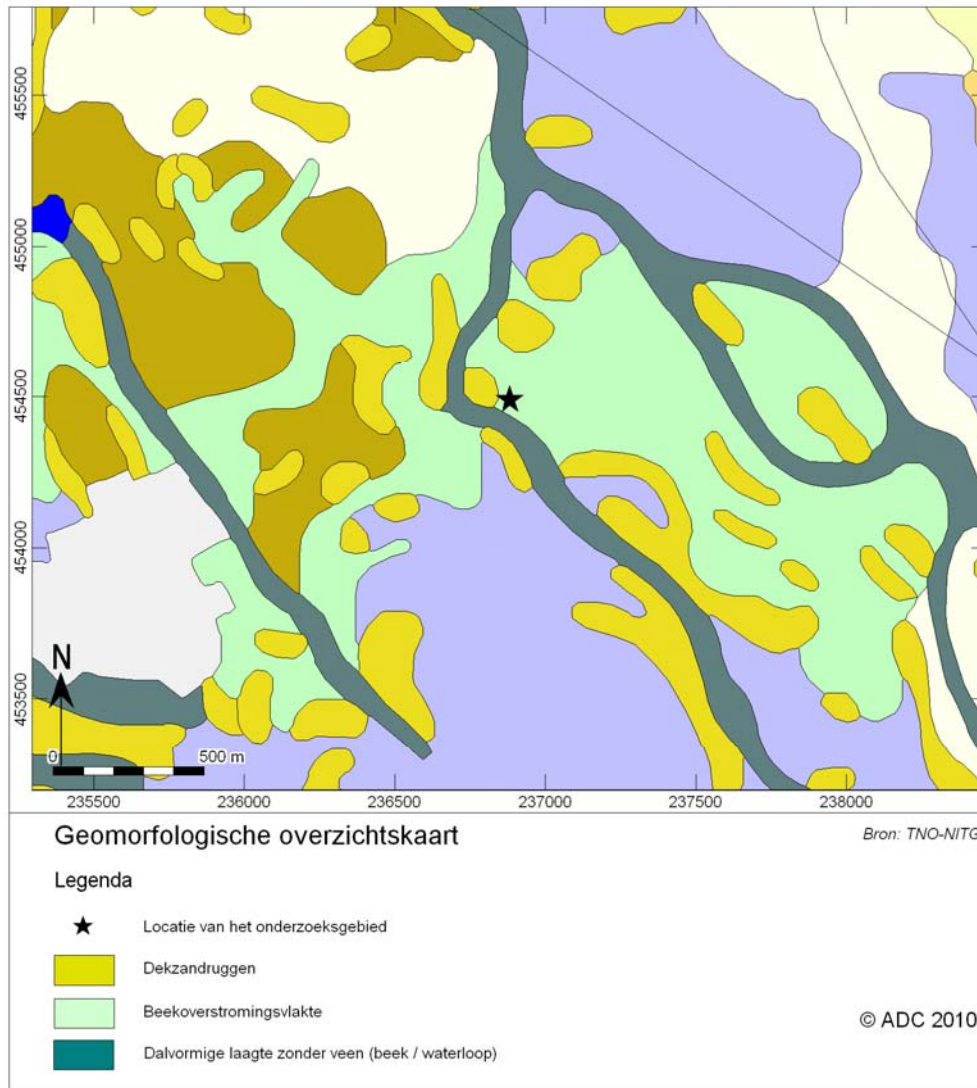 455500
455000
454500
454000
453500
N
0
500 m
235500
236000
236500
237000
237500
238000
Geomorfologische overzichtskaart
Bron: TNO-NITG
Legenda
Locatie van het onderzoeksgebied
Dekzandruggen
Beekoverstromingsvlakte
© ADC 2010
Dalvormige laagte zonder veen (beek / waterloop)